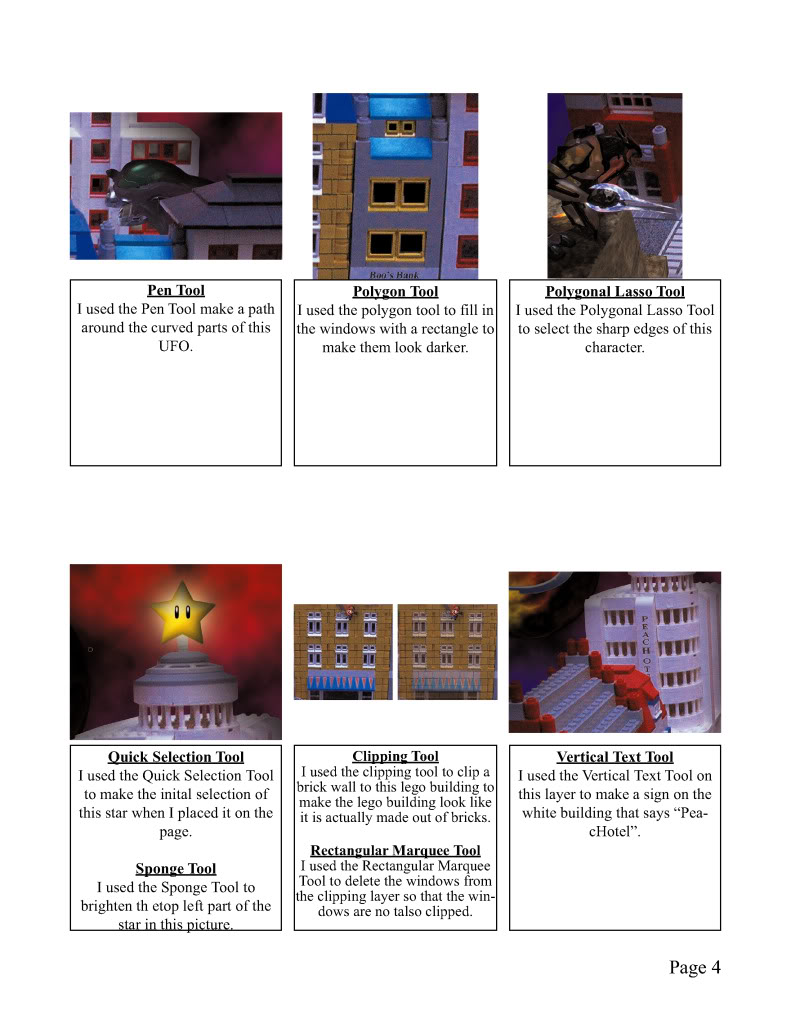 Boo's Bank
Pen Tool
I used the Pen Tool make a path
around the curved parts of this
UFO.
Polygon Tool
I used the polygon tool to fill in
the windows with a rectangle to
make them look darker.
Polygonal Lasso Tool
I used the Polygonal Lasso Tool
to select the sharp edges of this
character.
PEACHOT
Quick Selection Tool
I used the Quick Selection Tool
to make the inital selection of
this star when I placed it on the
page.
Sponge Tool
I used the Sponge Tool to
brighten th etop left part of the
star in this picture.
Clipping Tool
I used the clipping tool to clip a
brick wall to this lego building to
make the lego building look like
it is actually made out of bricks.
Rectangular Marquee Tool
I used the Rectangular Marquee
Tool to delete the windows from
the clipping layer so that the win-
dows are no talso clipped.
Vertical Text Tool
I used the Vertical Text Tool on
this layer to make a sign on the
white building that says “Pea-
cHotel”.
Page 4